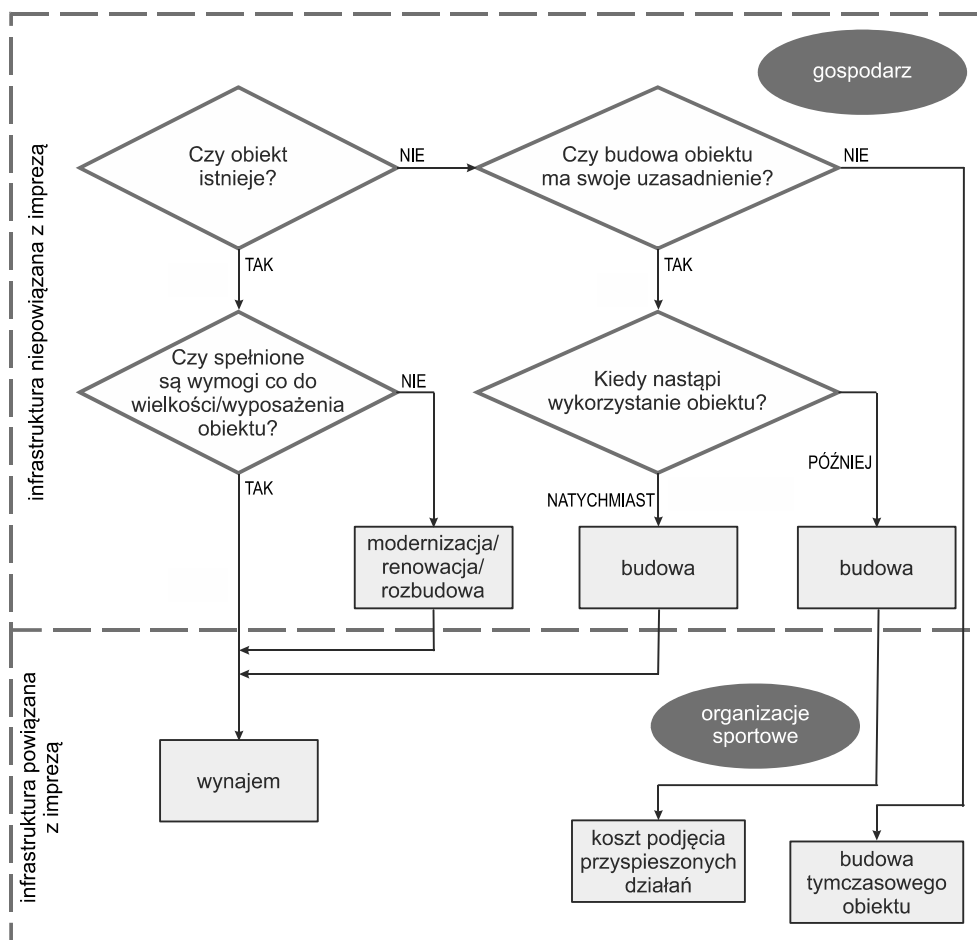 gospodarz
Czy obiekt
istnieje?
NIE
Czy budowa obiektu
ma swoje uzasadnienie?
NIE
TAK
TAK
infrastruktura niepowiązana z imprezą
Czy spełnione
są wymogi co do
wielkości/wyposażenia
obiektu?
NIE
Kiedy nastąpi
wykorzystanie obiektu?
PÓŹNIEJ
TAK
NATYCHMIAST
modernizacja/
renowacja/
rozbudowa
budowa
budowa
infrastruktura powiązana
z imprezą
organizacje
sportowe
wynajem
koszt podjęcia
przyspieszonych
działań
budowa
tymczasowego
obiektu